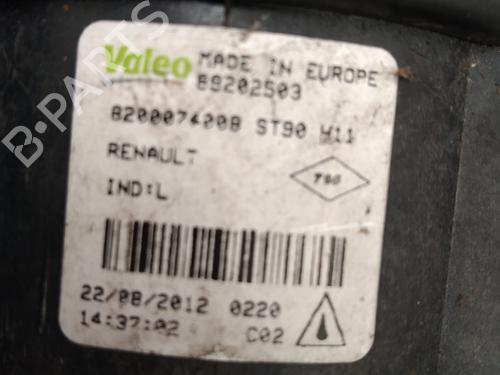 B-PARTS
Valeo MADE IN EUROPE
89202503
8200074008 ST90 H11
RENAULT
IND:L
22/08/2012 0220
14:37:02 C02